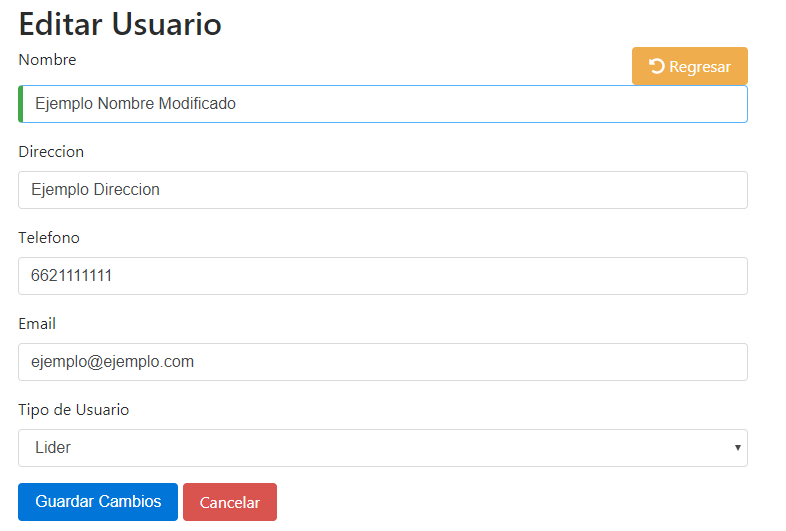 Editar Usuario
Nombre
Regresar
Ejemplo Nombre Modificado
Direccion
Ejemplo Direccion
Telefono
6621111111
Email
ejemplo@ejemplo.com
Tipo de Usuario
Lider
Guardar Cambios Cancelar